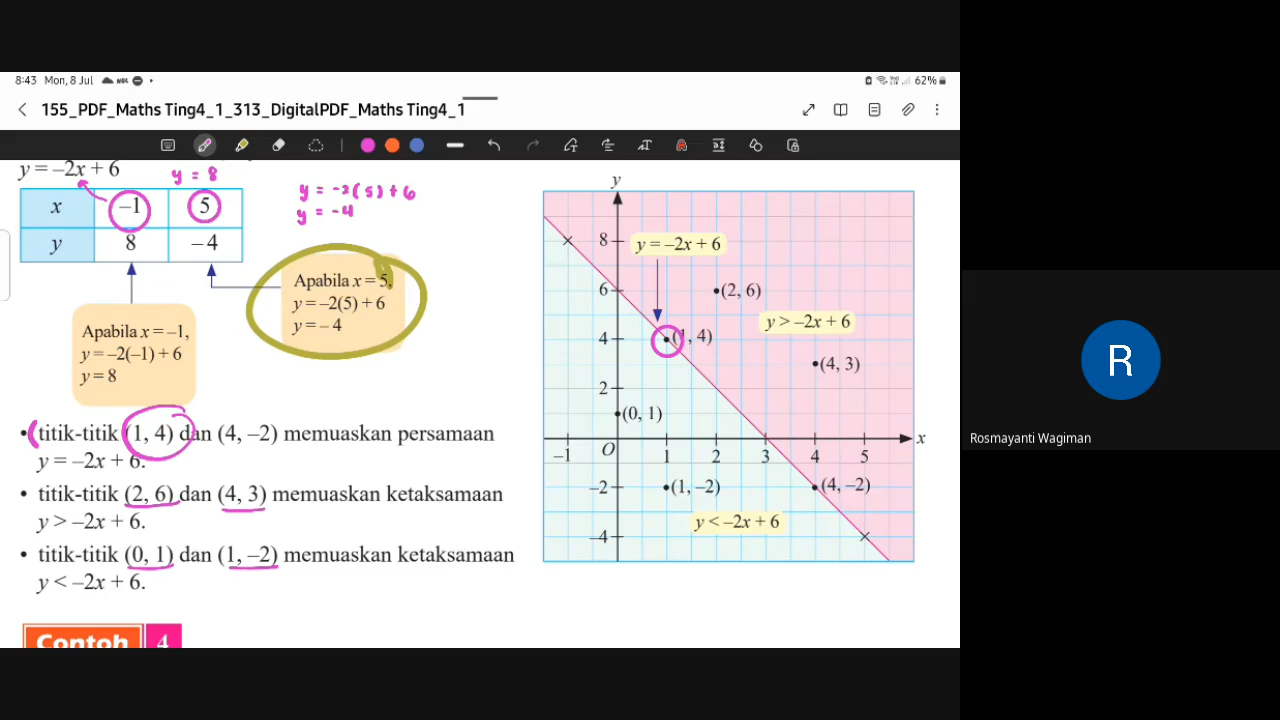 8:43 Mon, 8 Jul
62%
155_PDF_Maths Ting4_1_313_DigitalPDF_Maths Ting4_1
y = –2x + 6
y = 8
x –1 5
y 8 –4
y = -2(5)+6
y = -4
Apabila x = 5,
y = –2(5) + 6
y = – 4
Apabila x = –1,
y = –2(–1) + 6
y = 8
• titik-titik (1, 4) dan (4, –2) memuaskan persamaan
y = –2x + 6.
• titik-titik (2, 6) dan (4, 3) memuaskan ketaksamaan
y > –2x + 6.
• titik-titik (0, 1) dan (1, –2) memuaskan ketaksamaan
y < –2x + 6.
Contoh 4
y
8
y = –2x + 6
6
(2, 6)
y > –2x + 6
4
(1, 4)
(4, 3)
2
(0, 1)
–1 O 1 2 3 4 5 x
–2
(1, –2)
(4, –2)
y < –2x + 6
–4
R
Rosmayanti Wagiman